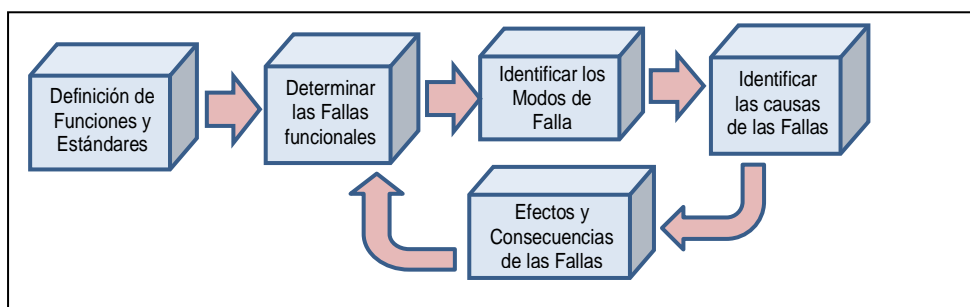 Definición de
Funciones y
Estándares
Determinar
las Fallas
funcionales
Identificar los
Modos de
Falla
Identificar
las causas
de las Fallas
Efectos y
Consecuencias
de las Fallas